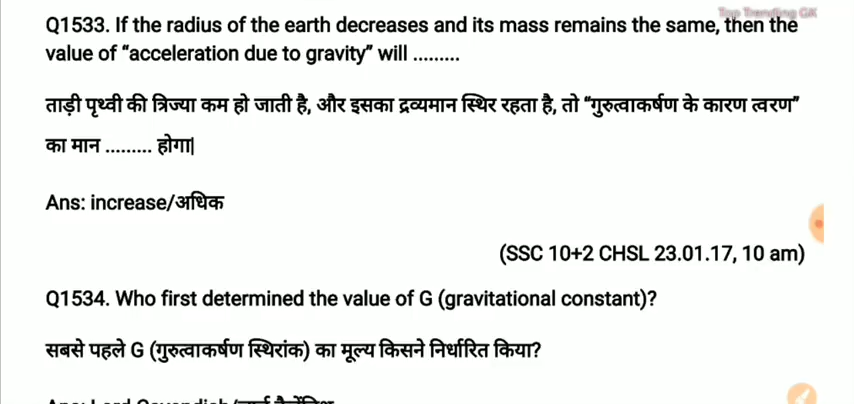 Top Trending GK
Q1533. If the radius of the earth decreases and its mass remains the same, then the
value of “acceleration due to gravity” will .........
ताड़ी पृथ्वी की त्रिज्या कम हो जाती है, और इसका द्रव्यमान स्थिर रहता है, तो “गुरुत्वाकर्षण के कारण त्वरण”
का मान ......... होगा|
Ans: increase/अधिक
(SSC 10+2 CHSL 23.01.17, 10 am)
Q1534. Who first determined the value of G (gravitational constant)?
सबसे पहले G (गुरुत्वाकर्षण स्थिरांक) का मूल्य किसने निर्धारित किया?